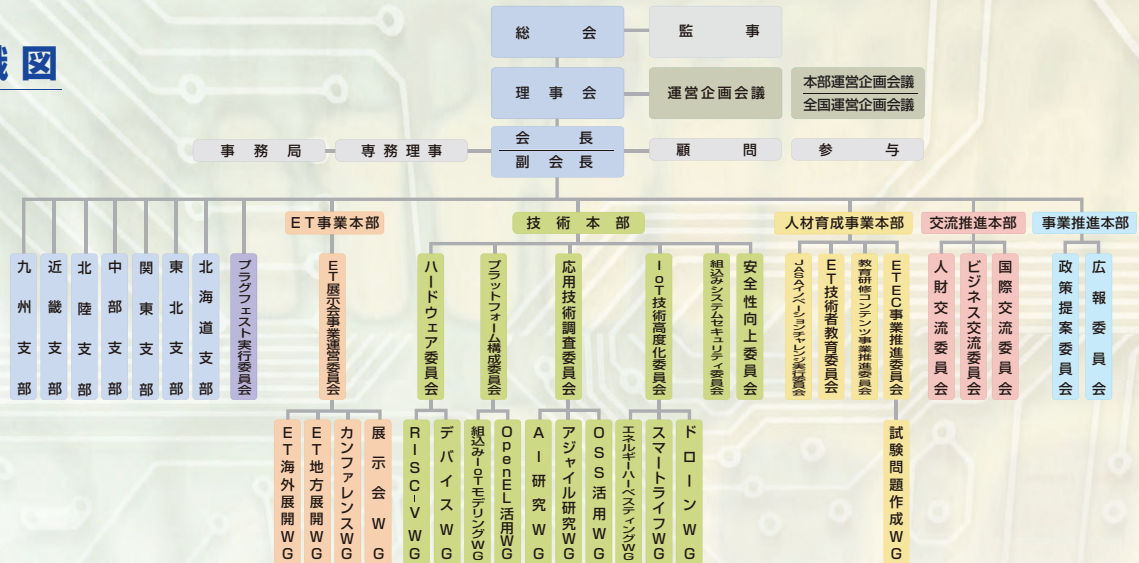 図
総会
監事
理事会
運営企画会議
本部運営企画会議
全国運営企画会議
会長
副会長
事務局
専務理事
顧問
参与
ET事業本部
技術本部
人材育成事業本部
交流推進本部
事業推進本部
九州支部
近畿支部
北陸支部
中部支部
関東支部
東北支部
北海道支部
プラグフェスト実行委員会
ET展示会事業運営委員会
ハードウェア委員会
プラットフォーム構成委員会
応用技術調査委員会
IoT技術高度化委員会
組込みシステムセキュリティ委員会
安全性向上委員会
JASAイノベーションチャレンジ実行委員会
ET技術者教育委員会
教育研修コンテンツ事業推進委員会
ETEC事業推進委員会
人財交流委員会
ビジネス交流委員会
国際交流委員会
政策提案委員会
広報委員会
ET海外展開WG
ET地方展開WG
カンファレンスWG
展示会WG
RISC-VWG
デバイスWG
組込みIoTモデリングWG
OpenEL活用WG
AI研究WG
アジャイル研究WG
OSS活用WG
エネルギーハーベスティングWG
スマートライフWG
ドローンWG
試験問題作成WG